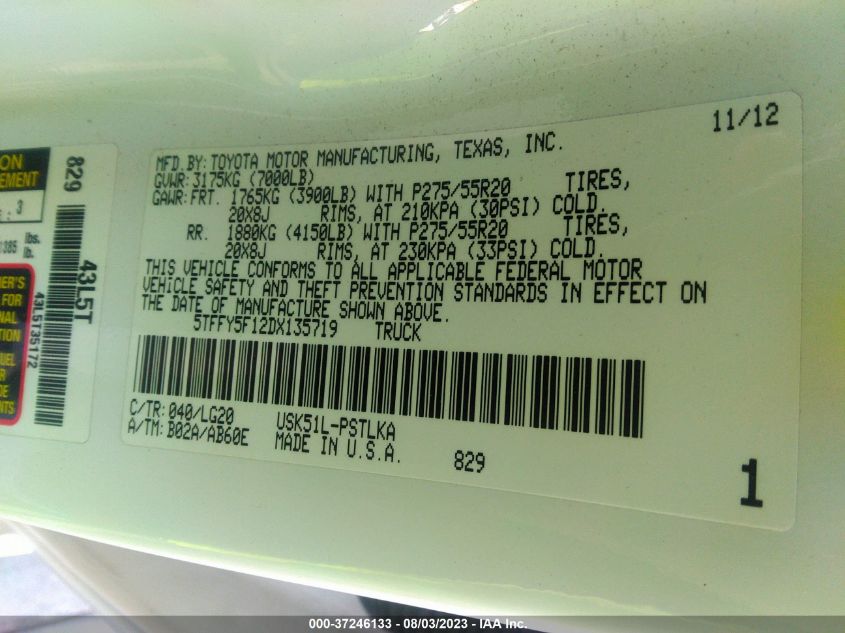 11/12
MFD. BY: TOYOTA MOTOR MANUFACTURING, TEXAS, INC.
GVWR: 3175KG (7000LB)
GAWR: FRT. 1765KG (3900LB) WITH P275/55R20 TIRES,
20X8J RIMS, AT 210KPA (30PSI) COLD.
RR. 1880KG (4150LB) WITH P275/55R20 TIRES,
20X8J RIMS, AT 230KPA (33PSI) COLD.
THIS VEHICLE CONFORMS TO ALL APPLICABLE FEDERAL MOTOR
VEHICLE SAFETY AND THEFT PREVENTION STANDARDS IN EFFECT ON
THE DATE OF MANUFACTURE SHOWN ABOVE.
5TFFY5F12DX135719 TRUCK
C/TR: 040/LG20 USK51L-PSTLKA
A/TM: B02A/AB60E MADE IN U.S.A. 829
1
829
43L5T
43L5T35172
3
lbs.
lb.
FOR
000-37246133 - 08/03/2023 - IAA Inc.